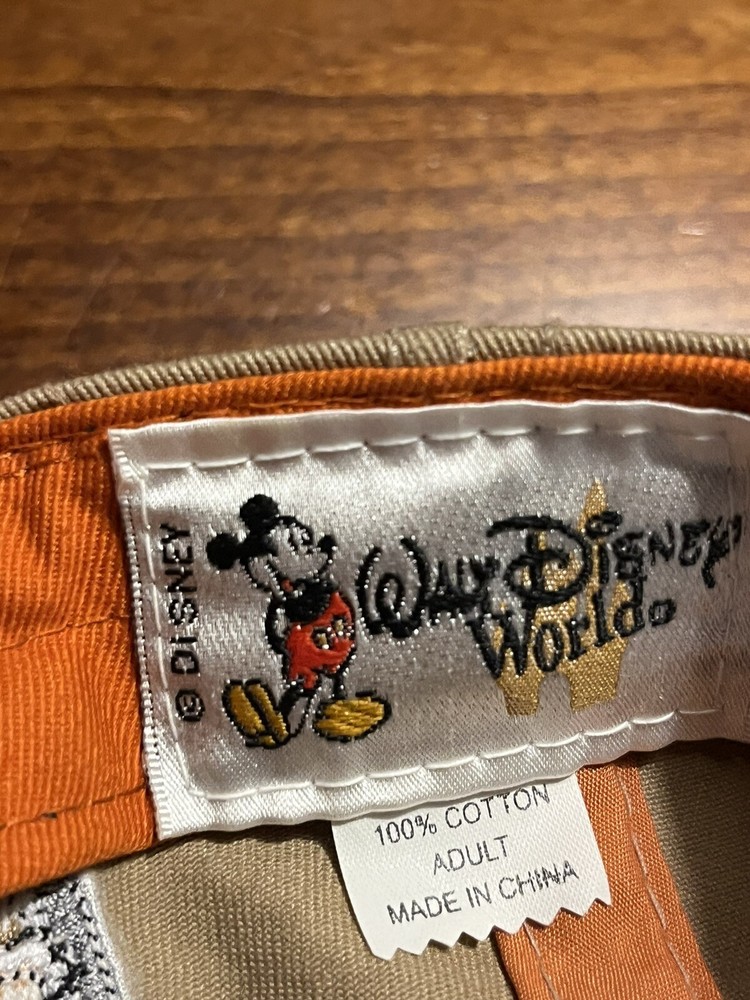 © DISNEY
WALT DISNEY
World®
100% COTTON
ADULT
MADE IN CHINA